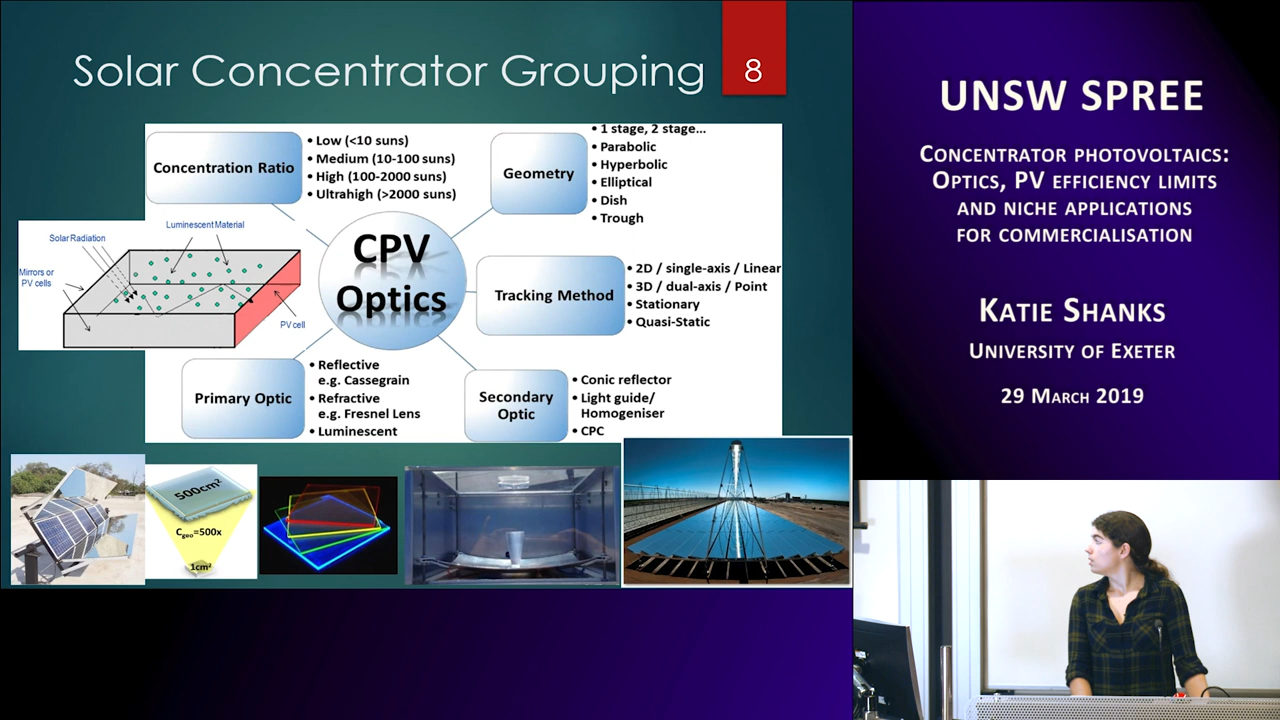 Solar Concentrator Grouping
8
Concentration Ratio
• Low (<10 suns)
• Medium (10-100 suns)
• High (100-2000 suns)
• Ultrahigh (>2000 suns)
Geometry
• 1 stage, 2 stage...
• Parabolic
• Hyperbolic
• Elliptical
• Dish
• Trough
Luminescent Material
Solar Radiation
Mirrors or
PV cells
PV cell
CPV
Optics
Tracking Method
• 2D / single-axis / Linear
• 3D / dual-axis / Point
• Stationary
• Quasi-Static
Primary Optic
• Reflective
e.g. Cassegrain
• Refractive
e.g. Fresnel Lens
• Luminescent
Secondary
Optic
• Conic reflector
• Light guide/
Homogeniser
• CPC
500cm²
Cgeo=500x
1cm²
UNSW SPREE
Concentrator photovoltaics:
Optics, PV efficiency limits
and niche applications
for commercialisation
Katie Shanks
University of Exeter
29 March 2019